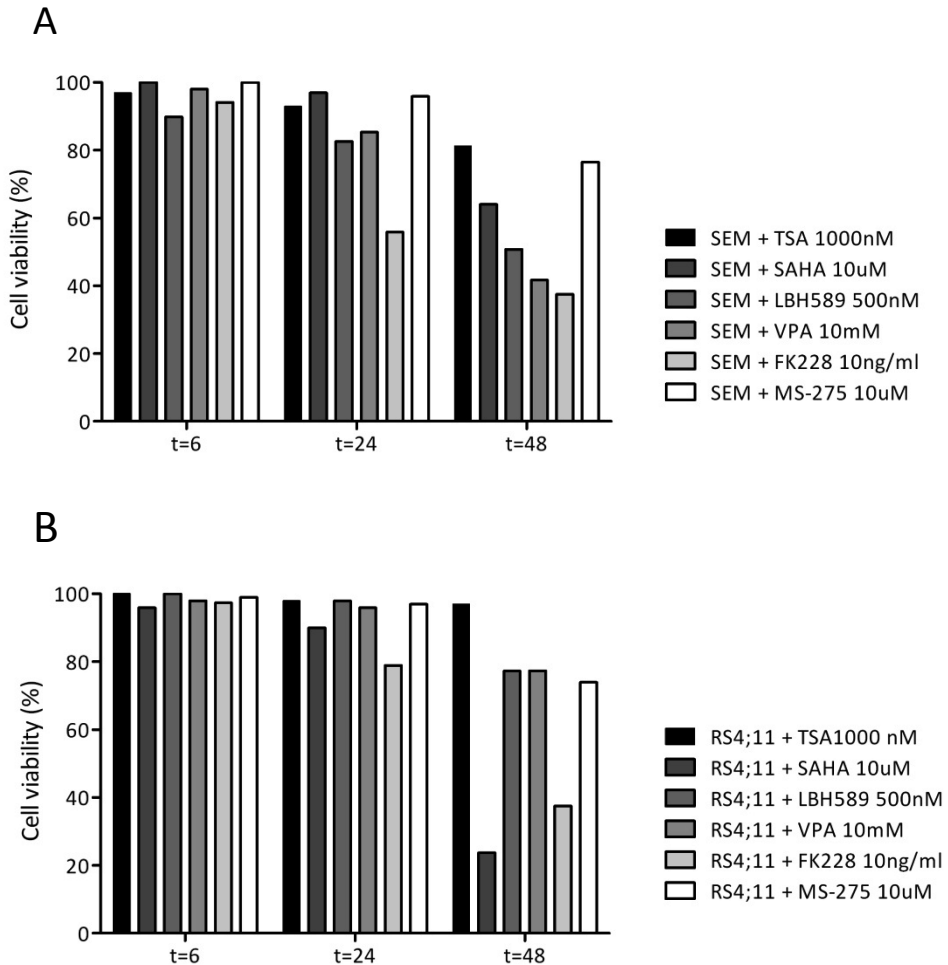 A
Cell viability (%)
100
80
60
40
20
0
t=6
t=24
t=48
SEM + TSA 1000nM
SEM + SAHA 10uM
SEM + LBH589 500nM
SEM + VPA 10mM
SEM + FK228 10ng/ml
SEM + MS-275 10uM
B
Cell viability (%)
100
80
60
40
20
0
t=6
t=24
t=48
RS4;11 + TSA1000 nM
RS4;11 + SAHA 10uM
RS4;11 + LBH589 500nM
RS4;11 + VPA 10mM
RS4;11 + FK228 10ng/ml
RS4;11 + MS-275 10uM